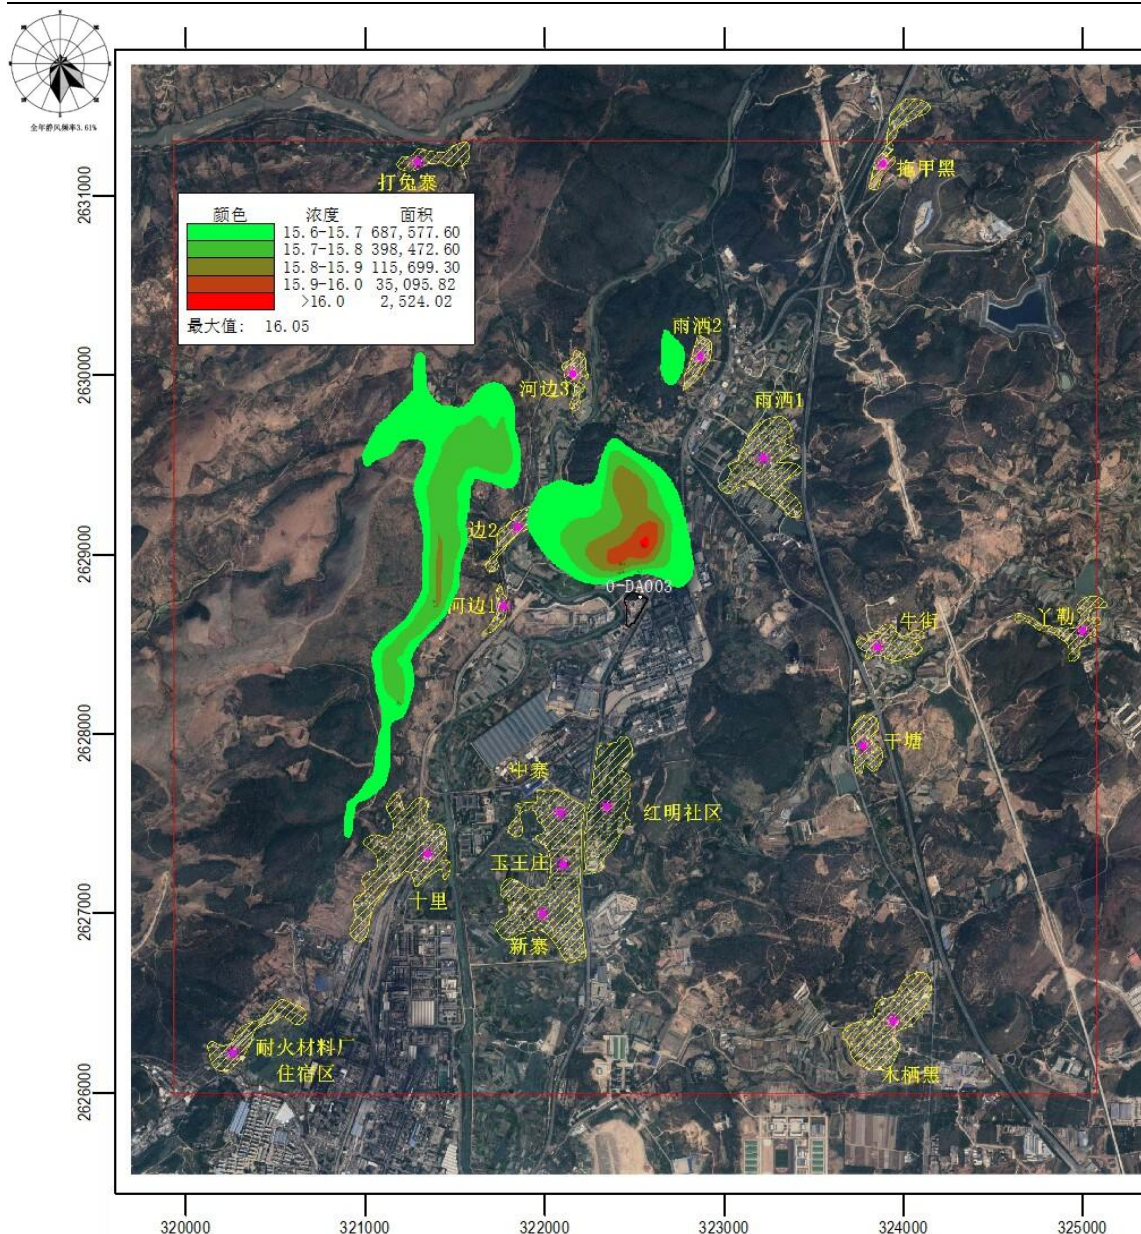 全年静风频率3.61%
打兔寨
拖甲黑
颜色 浓度 面积
15.6-15.7 687,577.60
15.7-15.8 398,472.60
15.8-15.9 115,699.30
15.9-16.0 35,095.82
>16.0 2,524.02
最大值: 16.05
雨洒2
河边3
雨洒1
边2
0-DA003
河边1
牛街
丫勒
干塘
中寨
红明社区
玉王庄
十里
新寨
耐火材料厂
住宿区
水栖黑
2631000
2630000
2629000
2628000
2627000
2626000
320000 321000 322000 323000 324000 325000